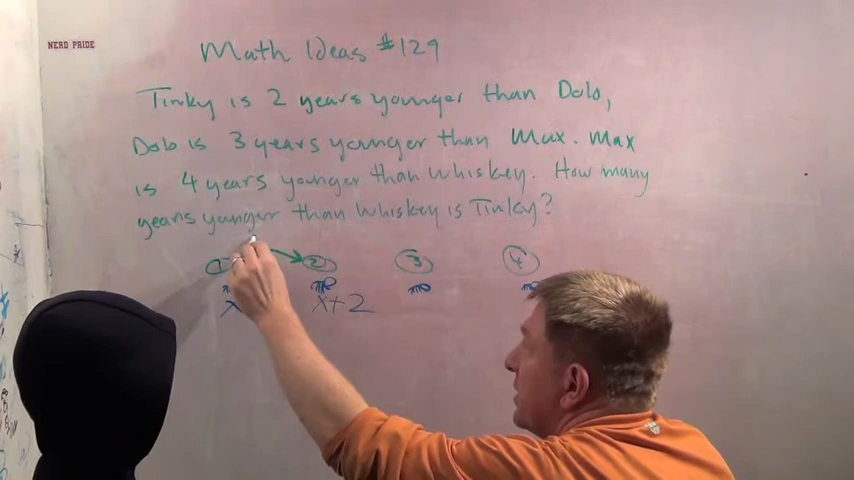 NERD PRIDE
Math Ideas #129
Tinky is 2 years younger than Dolo,
Dolo is 3 years younger than Max. Max
is 4 years younger than Whiskey. How many
years younger than Whiskey is Tinky?
1 2 3 4
x x+2